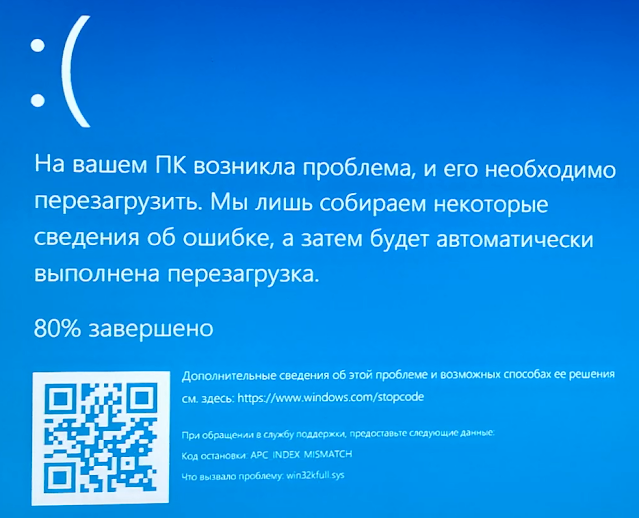 :(
На вашем ПК возникла проблема, и его необходимо
перезагрузить. Мы лишь собираем некоторые
сведения об ошибке, а затем будет автоматически
выполнена перезагрузка.
80% завершено
Дополнительные сведения об этой проблеме и возможных способах ее решения
см. здесь: https://www.windows.com/stopcode
При обращении в службу поддержки, предоставьте следующие данные:
Код остановки: APC INDEX MISMATCH
Что вызвало проблему: win32kfull.sys